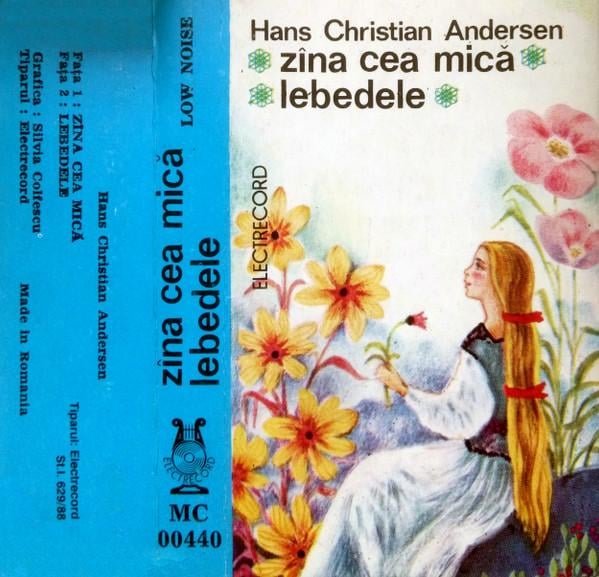 Hans Christian Andersen
zîna cea mică
lebedele
ELECTRECORD
LOW NOISE
zîna cea mică
lebedele
ELECTRECORD
MC
00440
Hans Christian Andersen
Fața 1 : ZÎNA CEA MICĂ
Fața 2 : LEBEDELE
Grafica : Silvia Colfescu
Tiparul : Electrecord
Made in Romania
Tiparul: Electrecord
St.I. 629/88